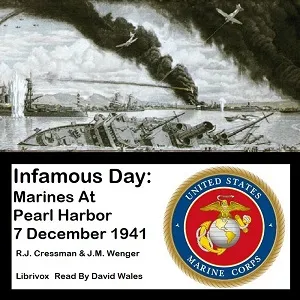 Infamous Day:
Marines At
Pearl Harbor
7 December 1941
R.J. Cressman & J.M. Wenger
Librivox   Read By David Wales
UNITED STATES
MARINE CORPS